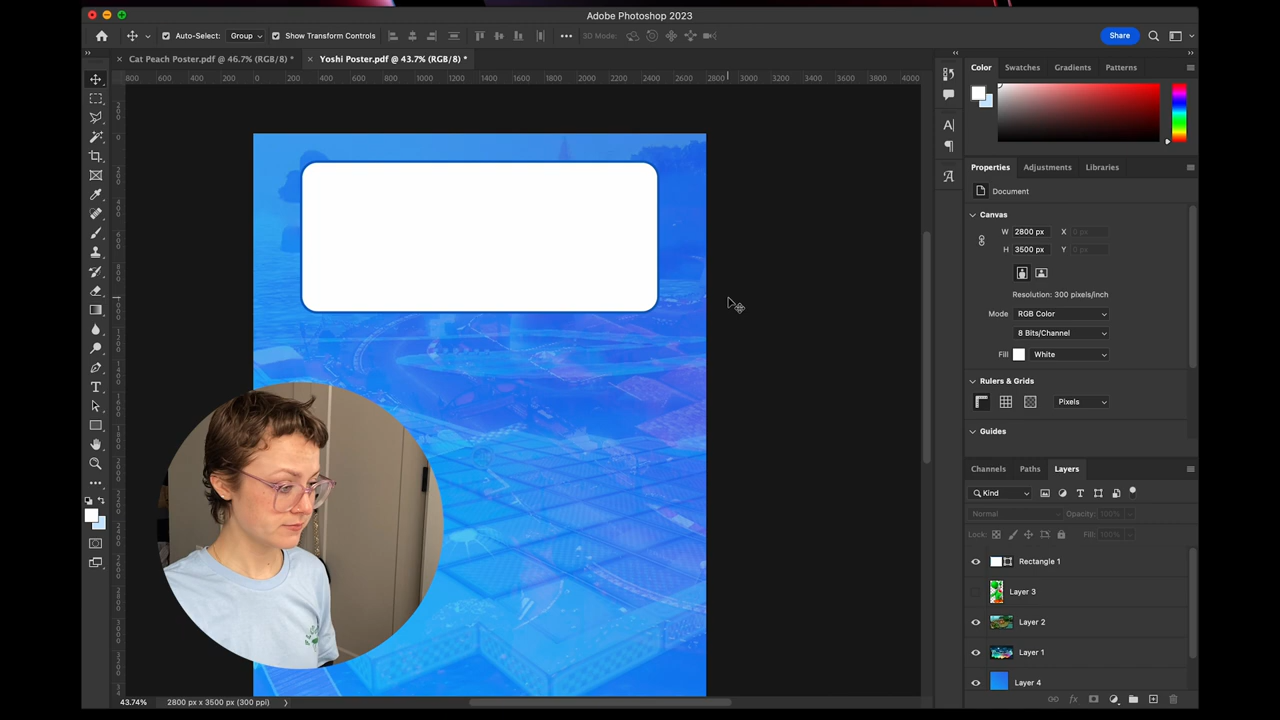 Adobe Photoshop 2023
Auto-Select: Group Show Transform Controls 3D Mode: Share
Cat Peach Poster.pdf @ 46.7% (RGB/8) * Yoshi Poster.pdf @ 43.7% (RGB/8) *
800 600 400 200 0 200 400 600 800 1000 1200 1400 1600 1800 2000 2200 2400 2600 2800 3000 3200 3400 3600 3800 4000
Color Swatches Gradients Patterns
Properties Adjustments Libraries
Document
Canvas
W 2800 px X 0 px
H 3500 px Y 0 px
Resolution: 300 pixels/inch
Mode RGB Color
8 Bits/Channel
Fill White
Rulers & Grids
Pixels
Guides
Channels Paths Layers
Kind
Normal Opacity: 100%
Lock: Fill: 100%
Rectangle 1
Layer 3
Layer 2
Layer 1
Layer 4
43.74% 2800 px x 3500 px (300 ppi)